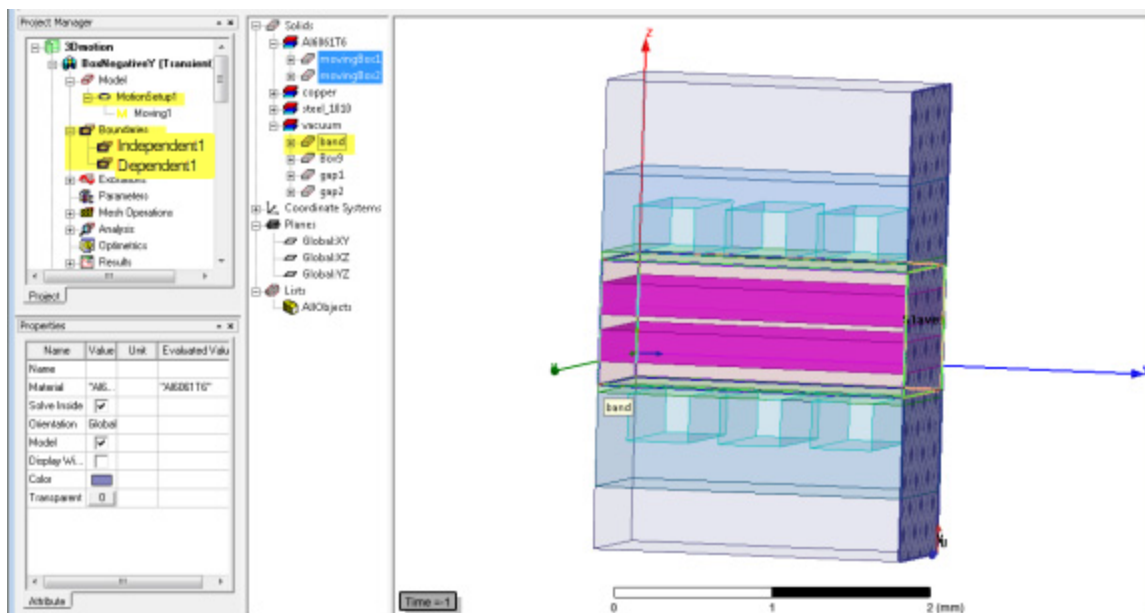 Project Manager
3Dmotion
BoxNegativeY (Transient)
Model
MotionSetup1
Moving1
Boundaries
Independent1
Dependent1
Excitations
Parameters
Mesh Operations
Analysis
Optimetrics
Results
Project
Properties
Name Value Unit Evaluated Valu
Name
Material "Al6... "Al6061T6"
Solve Inside
Orientation Global
Model
Display Wi...
Color
Transparent 0
Attribute
Solids
Al6061T6
movingBox1
movingBox2
copper
steel_1010
vacuum
band
Box9
gap1
gap2
Coordinate Systems
Planes
Global:XY
Global:XZ
Global:YZ
Lists
AllObjects
Z
Slave
band
Time =-1
0 1 2 (mm)